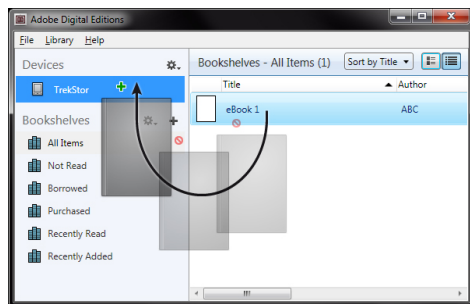 Adobe Digital Editions
File Library Help
Devices
TrekStor
Bookshelves
All Items
Not Read
Borrowed
Purchased
Recently Read
Recently Added
Bookshelves - All Items (1) Sort by Title
Title Author
eBook 1 ABC